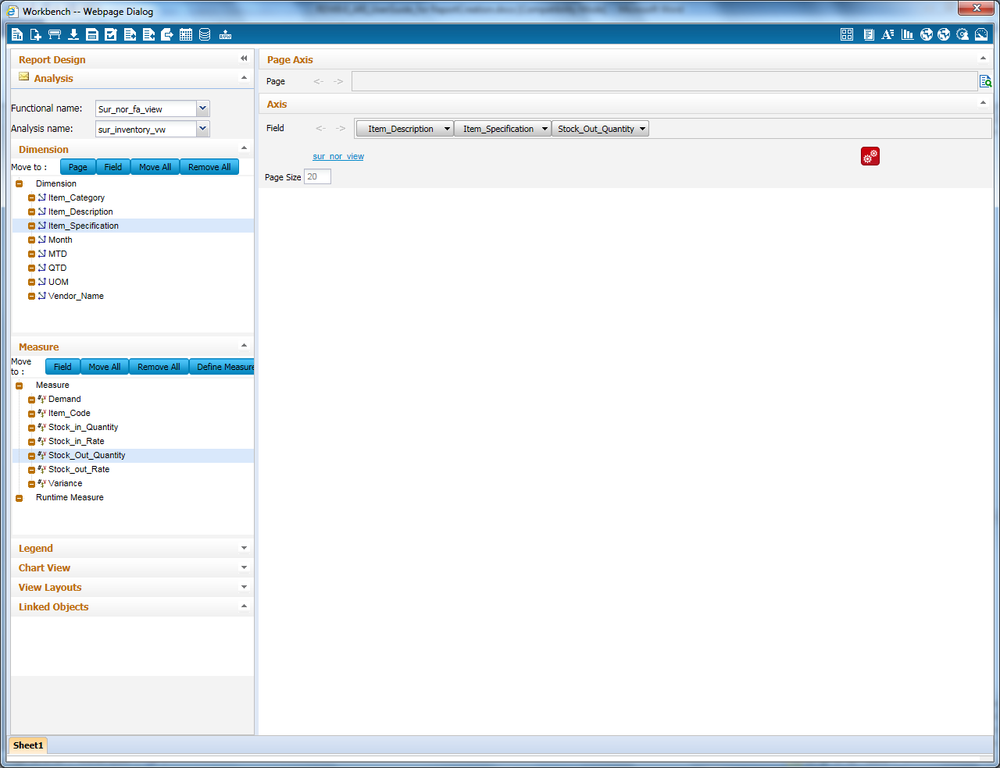 Workbench -- Webpage Dialog
Report Design
Analysis
Functional name:
Sur_nor_fa_view
Analysis name:
sur_inventory_vw
Dimension
Move to :
Page
Field
Move All
Remove All
Dimension
Item_Category
Item_Description
Item_Specification
Month
MTD
QTD
UOM
Vendor_Name
Measure
Move
to :
Field
Move All
Remove All
Define Measure
Measure
Demand
Item_Code
Stock_in_Quantity
Stock_in_Rate
Stock_Out_Quantity
Stock_out_Rate
Variance
Runtime Measure
Legend
Chart View
View Layouts
Linked Objects
Page Axis
Page
<-
->
Axis
Field
<-
->
Item_Description
Item_Specification
Stock_Out_Quantity
sur_nor_view
Page Size
20
Sheet1